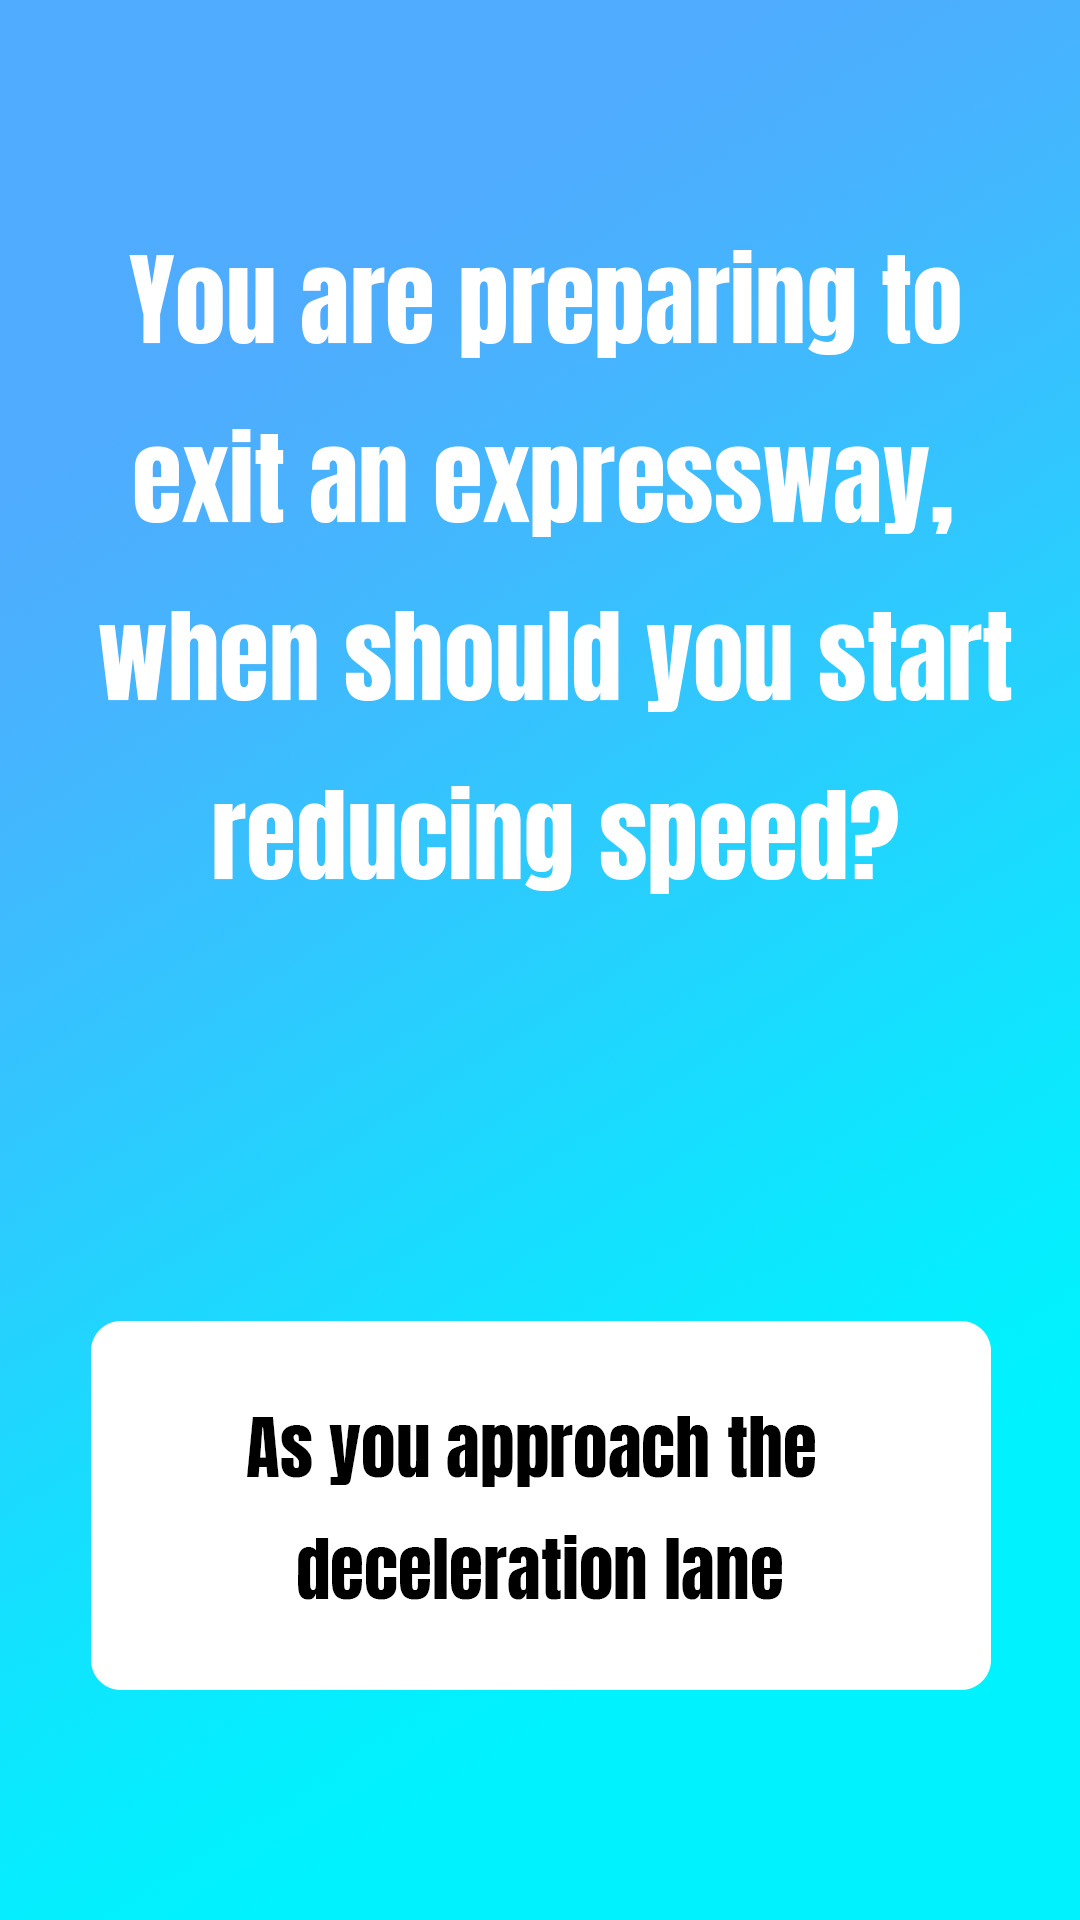 You are preparing to
exit an expressway,
when should you start
reducing speed?
As you approach the
deceleration lane